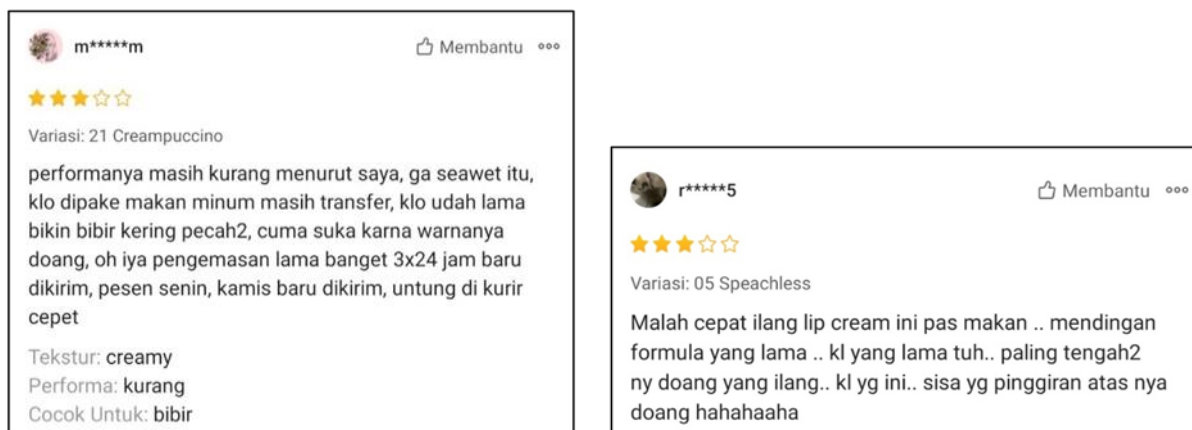 m*****m
Membantu
Variasi: 21 Creampuccino
performanya masih kurang menurut saya, ga seawet itu,
klo dipake makan minum masih transfer, klo udah lama
bikin bibir kering pecah2, cuma suka karna warnanya
doang, oh iya pengemasan lama banget 3x24 jam baru
dikirim, pesen senin, kamis baru dikirim, untung di kurir
cepet
Tekstur: creamy
Performa: kurang
Cocok Untuk: bibir
r*****5
Membantu
Variasi: 05 Speachless
Malah cepat ilang lip cream ini pas makan .. mendingan
formula yang lama .. kl yang lama tuh.. paling tengah2
ny doang yang ilang.. kl yg ini.. sisa yg pinggiran atas nya
doang hahahaaha